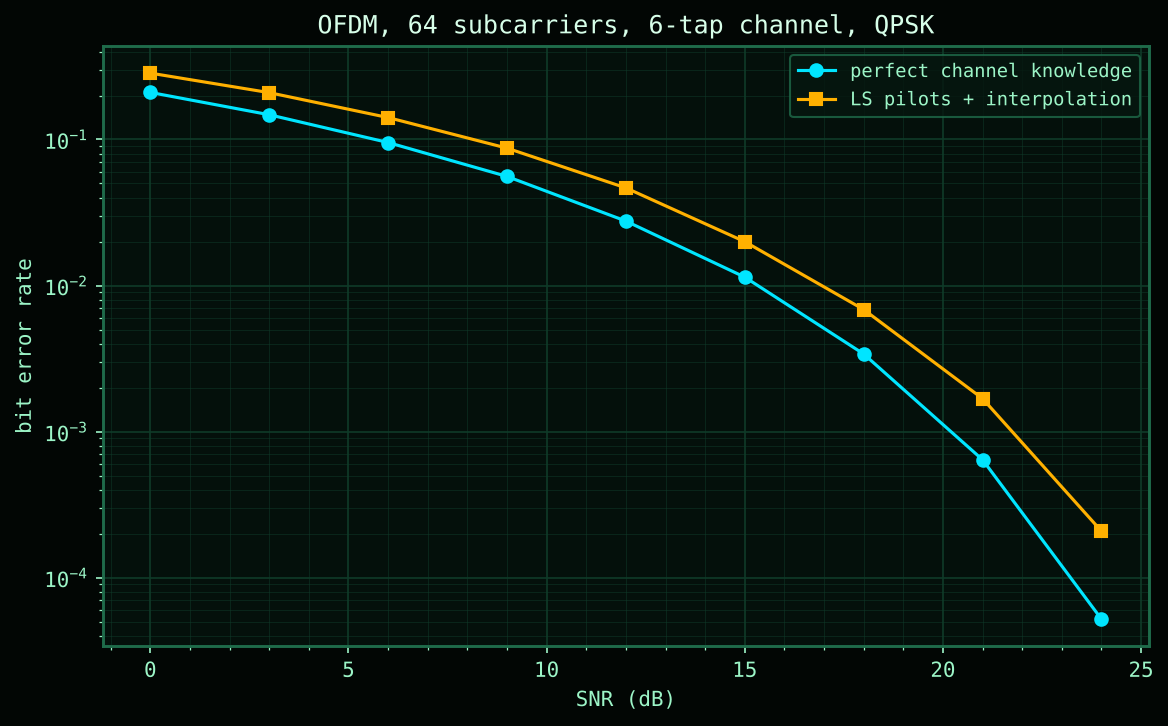 OFDM, 64 subcarriers, 6-tap channel, QPSK
perfect channel knowledge
LS pilots + interpolation
bit error rate
10⁻¹
10⁻²
10⁻³
10⁻⁴
0 5 10 15 20 25
SNR (dB)